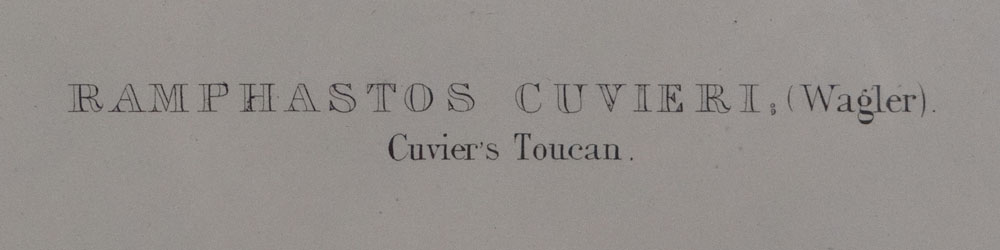 RAMPHASTOS CUVIERI; (Wagler).
Cuvier's Toucan.